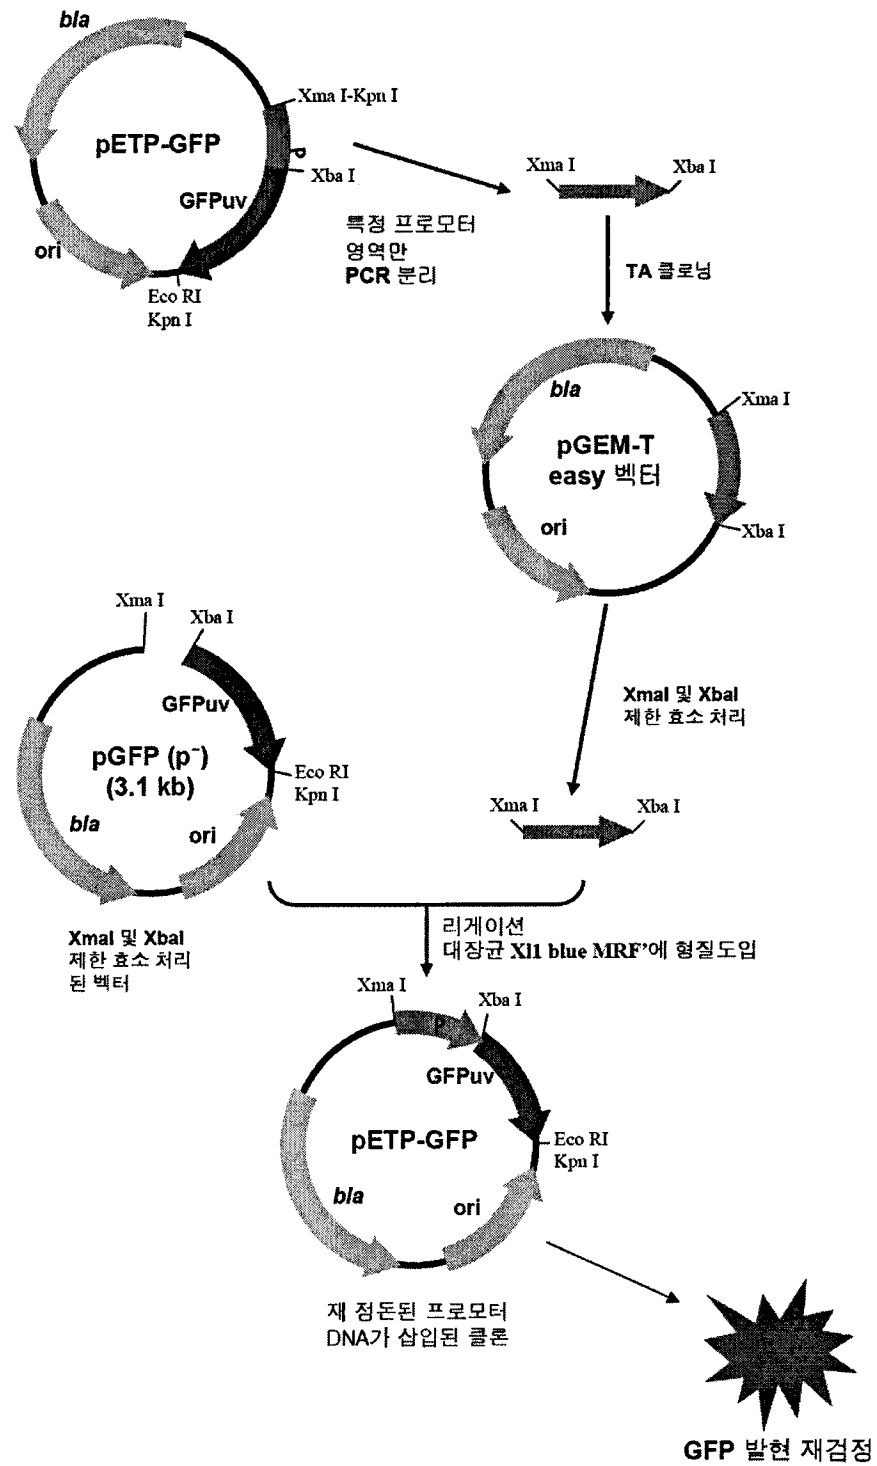 bla
Xma I-Kpn I
pETP-GFP
P
Xba I
GFPuv
ori
Eco RI
Kpn I
특정 프로모터
영역만
PCR 분리
Xma I
Xba I
TA 클로닝
bla
Xma I
pGEM-T
easy 벡터
ori
Xba I
Xma I
Xba I
GFPuv
pGFP (p⁻)
(3.1 kb)
Eco RI
Kpn I
bla
ori
XmaI 및 XbaI
제한 효소 처리
Xma I
Xba I
XmaI 및 XbaI
제한 효소 처리
된 벡터
리게이션
대장균 Xl1 blue MRF'에 형질도입
Xma I
Xba I
P
GFPuv
pETP-GFP
Eco RI
Kpn I
bla
ori
재 정돈된 프로모터
DNA가 삽입된 클론
GFP 발현 재검정